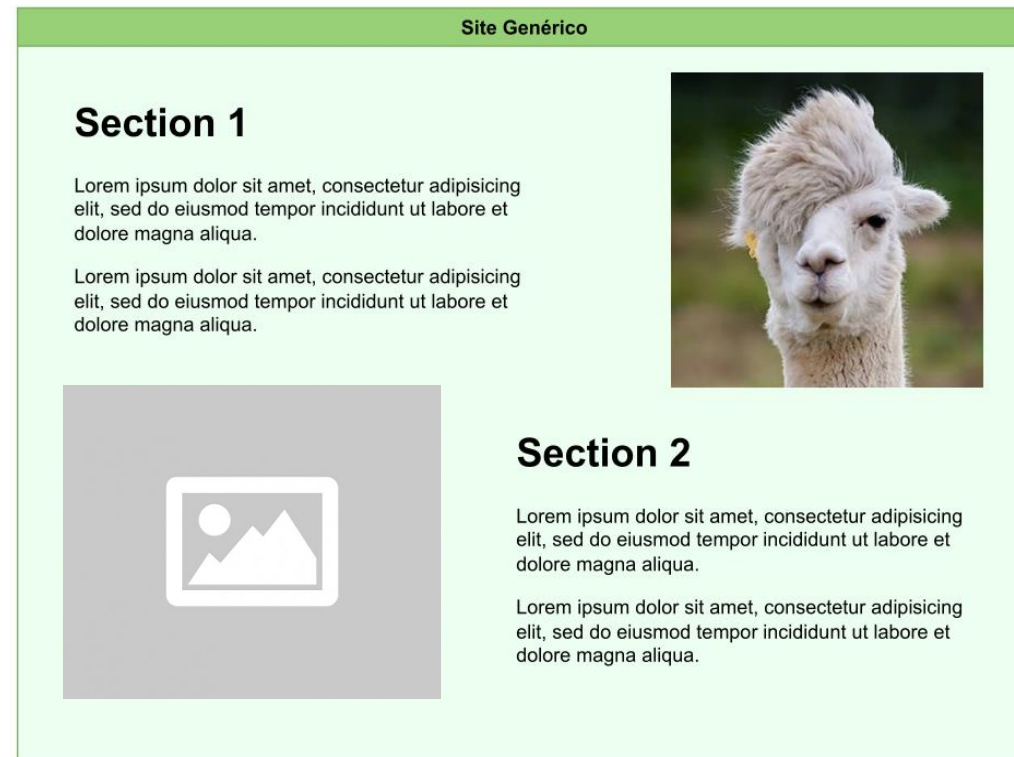 Site Genérico
Section 1
Lorem ipsum dolor sit amet, consectetur adipisicing
elit, sed do eiusmod tempor incididunt ut labore et
dolore magna aliqua.
Lorem ipsum dolor sit amet, consectetur adipisicing
elit, sed do eiusmod tempor incididunt ut labore et
dolore magna aliqua.
Section 2
Lorem ipsum dolor sit amet, consectetur adipisicing
elit, sed do eiusmod tempor incididunt ut labore et
dolore magna aliqua.
Lorem ipsum dolor sit amet, consectetur adipisicing
elit, sed do eiusmod tempor incididunt ut labore et
dolore magna aliqua.